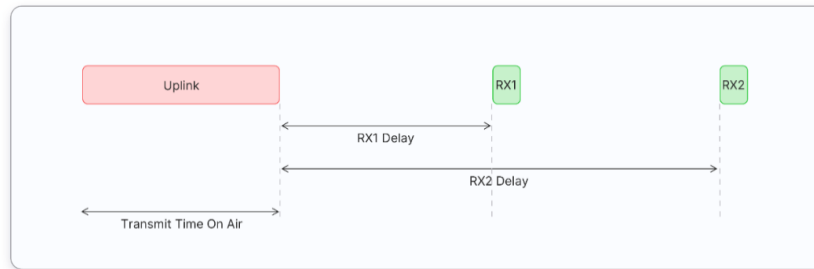 Uplink
RX1
RX2
RX1 Delay
RX2 Delay
Transmit Time On Air